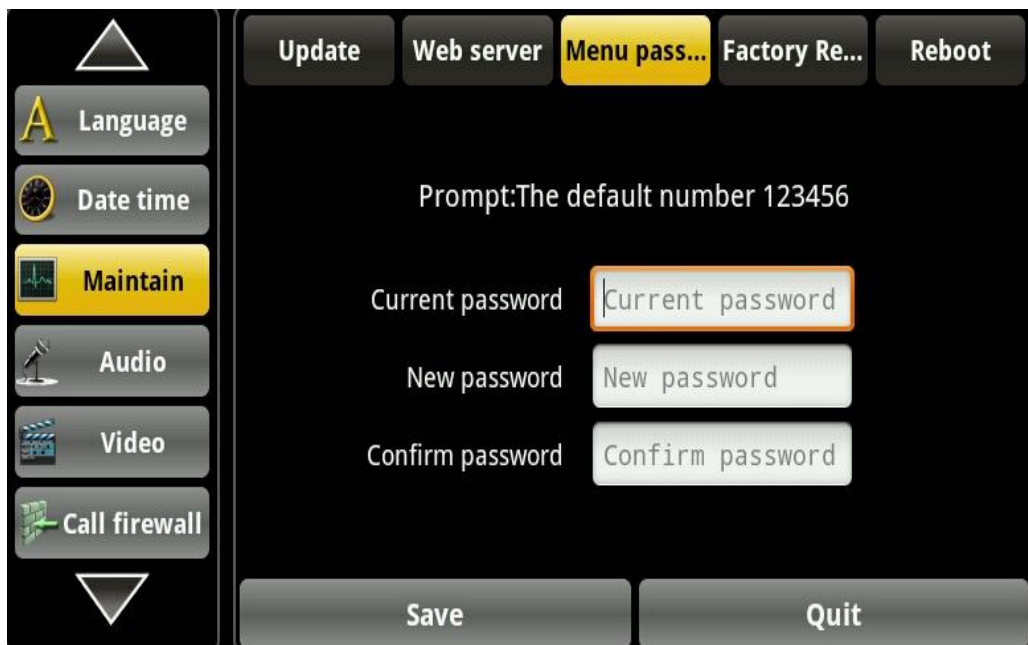 Update
Web server
Menu pass...
Factory Re...
Reboot
A Language
Date time
Maintain
Audio
Video
Call firewall
Prompt:The default number 123456
Current password Current password
New password New password
Confirm password Confirm password
Save
Quit